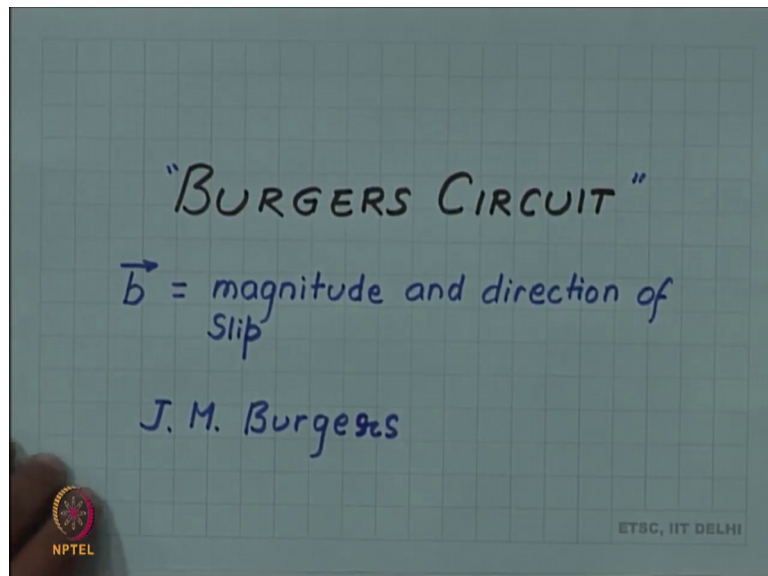 "BURGERS CIRCUIT"
b = magnitude and direction of
slip
J. M. Burgers
ETSC, IIT DELHI
NPTEL